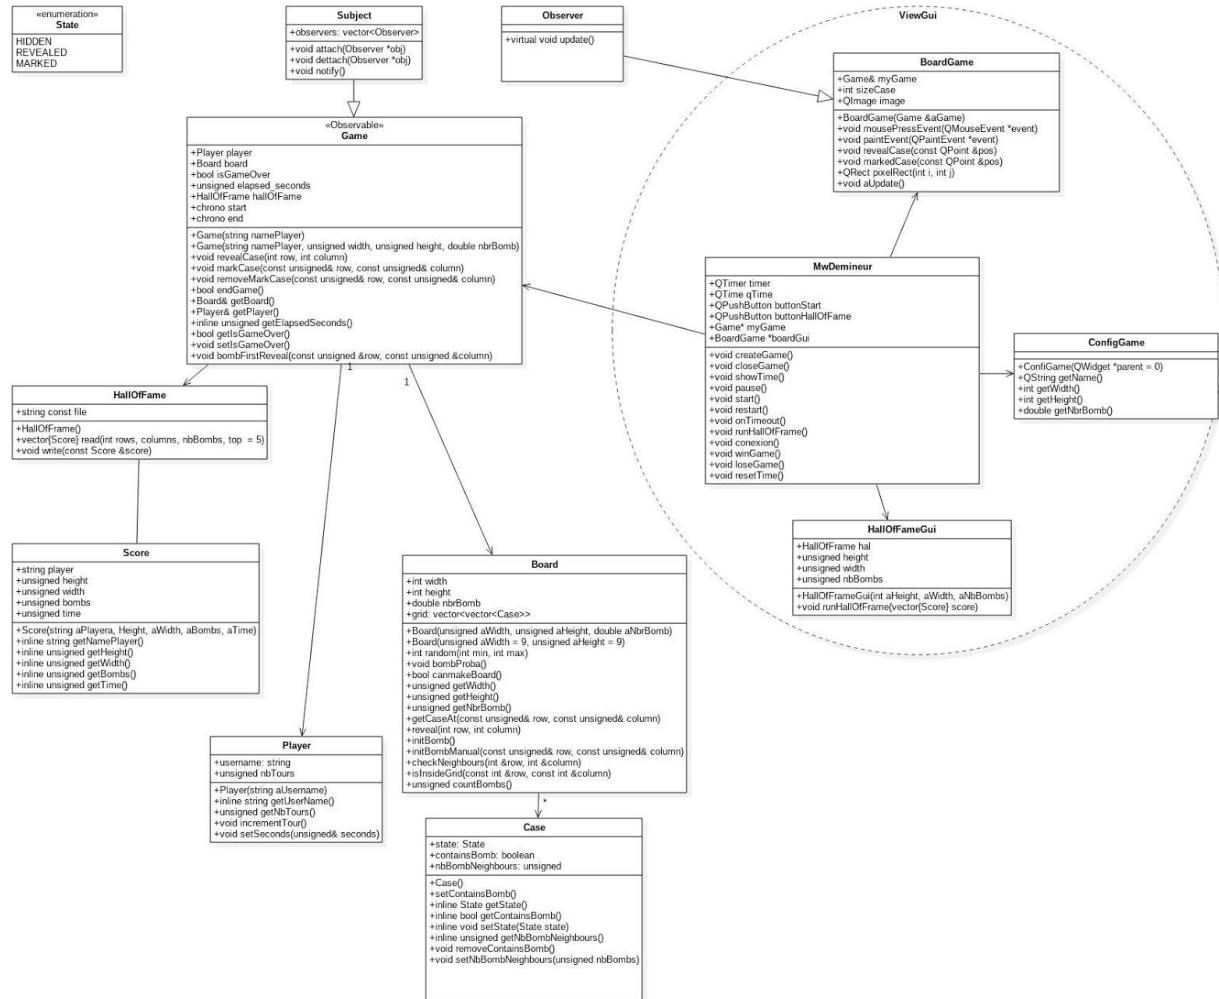 «enumeration»
State
HIDDEN
REVEALED
MARKED
Subject
+observers: vector<Observer>
+void attach(Observer *obj)
+void dettach(Observer *obj)
+void notify()
Observer
+virtual void update()
ViewGui
BoardGame
+Game& myGame
+int sizeCase
+QImage image
+BoardGame(Game &aGame)
+void mousePressEvent(QMouseEvent *event)
+void paintEvent(QPaintEvent *event)
+void revealCase(const QPoint &pos)
+void markedCase(const QPoint &pos)
+QRect pixelRect(int i, int j)
+void aUpdate()
«Observable»
Game
+Player player
+Board board
+bool isGameOver
+unsigned elapsed_seconds
+HallOfFrame hallOfFame
+chrono start
+chrono end
+Game(string namePlayer)
+Game(string namePlayer, unsigned width, unsigned height, double nbrBomb)
+void revealCase(int row, int column)
+void markCase(const unsigned& row, const unsigned& column)
+void removeMarkCase(const unsigned& row, const unsigned& column)
+bool endGame()
+Board& getBoard()
+Player& getPlayer()
+inline unsigned getElapsedSeconds()
+bool getIsGameOver()
+void setIsGameOver()
+void bombFirstReveal(const unsigned &row, const unsigned &column)
1
1
MwDemineur
+QTimer timer
+QTime qTime
+QPushButton buttonStart
+QPushButton buttonHallOfFame
+Game* myGame
+BoardGame *boardGui
+void createGame()
+void closeGame()
+void showTime()
+void pause()
+void start()
+void restart()
+void onTimeout()
+void runHallOfFrame()
+void conexion()
+void winGame()
+void loseGame()
+void resetTime()
ConfigGame
+ConfiGame(QWidget *parent = 0)
+QString getName()
+int getWidth()
+int getHeight()
+double getNbrBomb()
HallOfFame
+string const file
+HallOfFrame()
+vector{Score} read(int rows, columns, nbBombs, top  = 5)
+void write(const Score &score)
HallOfFameGui
+HallOfFrame hal
+unsigned height
+unsigned width
+unsigned nbBombs
+HallOfFrameGui(int aHeight, aWidth, aNbBombs)
+void runHallOfFrame(vector{Score} score)
Score
+string player
+unsigned height
+unsigned width
+unsigned bombs
+unsigned time
+Score(string aPlayera, Height, aWidth, aBombs, aTime)
+inline string getNamePlayer()
+inline unsigned getHeight()
+inline unsigned getWidth()
+inline unsigned getBombs()
+inline unsigned getTime()
Board
+int width
+int height
+double nbrBomb
+grid: vector<vector<Case>>
+Board(unsigned aWidth, unsigned aHeight, double aNbrBomb)
+Board(unsigned aWidth = 9, unsigned aHeight = 9)
+int random(int min, int max)
+void bombProba()
+bool canmakeBoard()
+unsigned getWidth()
+unsigned getHeight()
+unsigned getNbrBomb()
+getCaseAt(const unsigned& row, const unsigned& column)
+reveal(int row, int column)
+initBomb()
+initBombManual(const unsigned& row, const unsigned& column)
+checkNeighbours(int &row, int &column)
+isInsideGrid(const int &row, const int &column)
+unsigned countBombs()
*
Player
+username: string
+unsigned nbTours
+Player(string aUsername)
+inline string getUserName()
+unsigned getNbTours()
+void incrementTour()
+void setSeconds(unsigned& seconds)
Case
+state: State
+containsBomb: boolean
+nbBombNeighbours: unsigned
+Case()
+setContainsBomb()
+inline State getState()
+inline bool getContainsBomb()
+inline void setState(State state)
+inline unsigned getNbBombNeighbours()
+void removeContainsBomb()
+void setNbBombNeighbours(unsigned nbBombs)